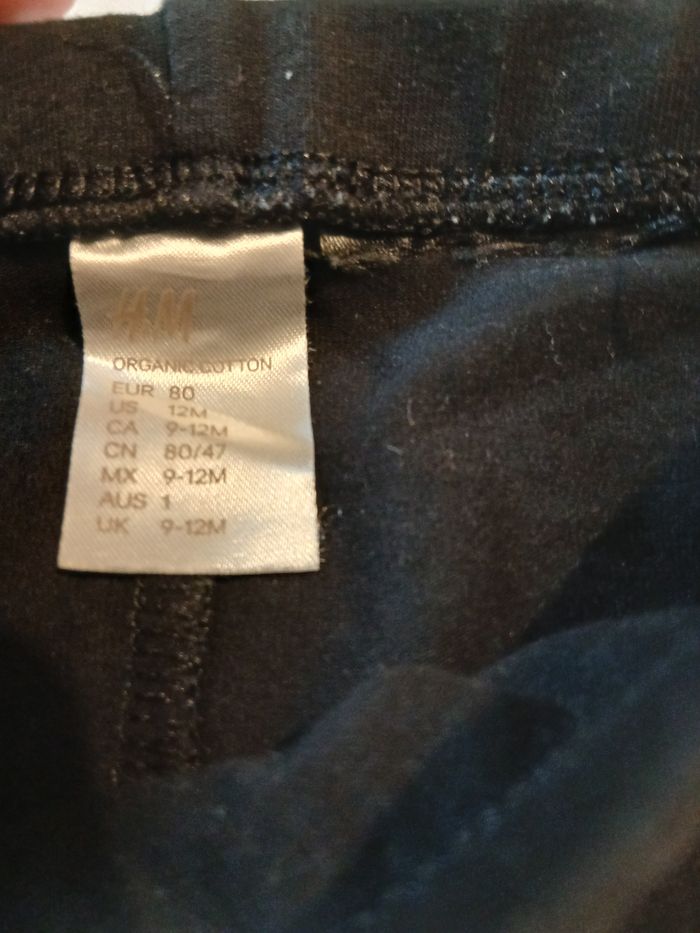 H&M
ORGANIC COTTON
EUR 80
US 12M
CA 9-12M
CN 80/47
MX 9-12M
AUS 1
UK 9-12M